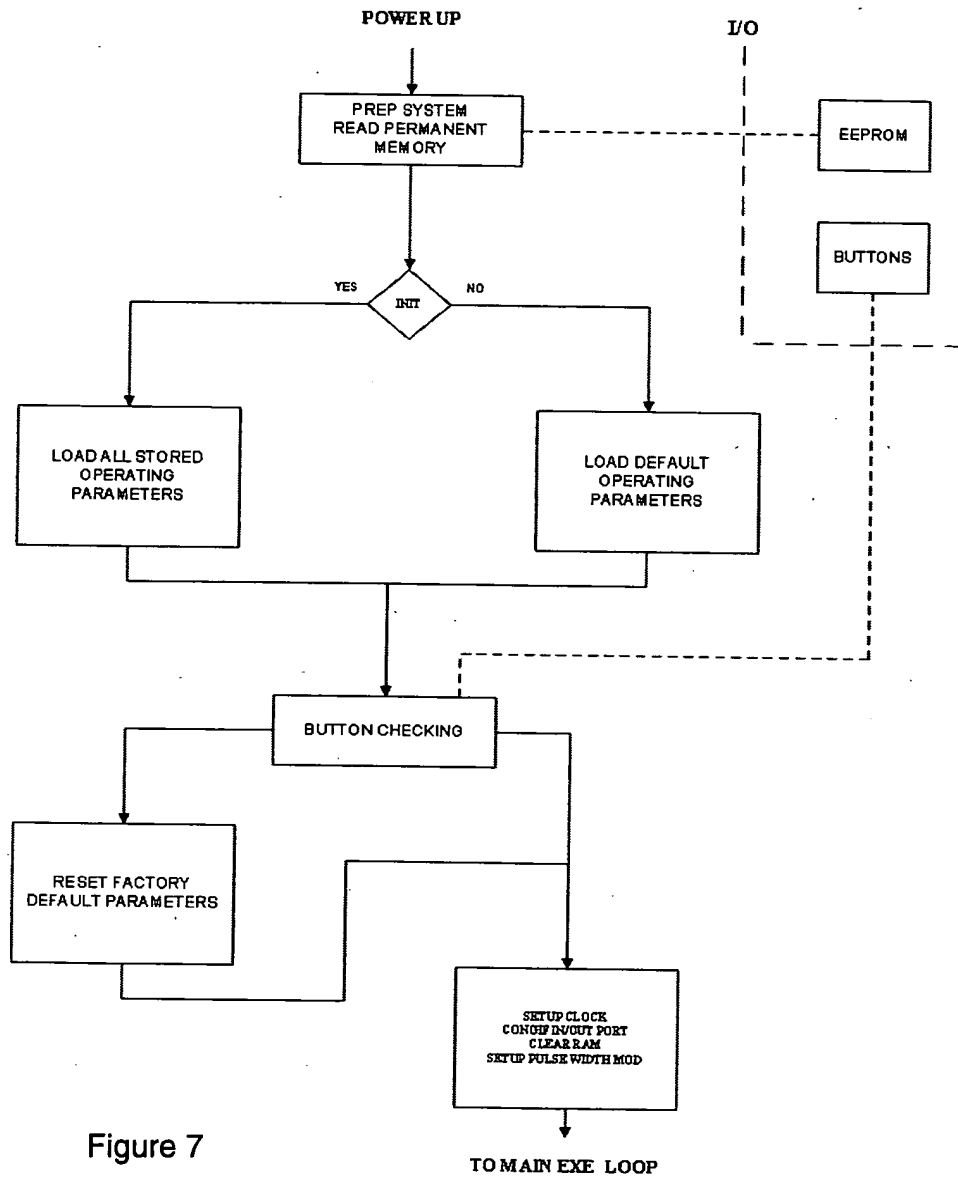 POWER UP
I/O
PREP SYSTEM
READ PERMANENT
MEMORY
EEPROM
BUTTONS
YES
INIT
NO
LOAD ALL STORED
OPERATING
PARAMETERS
LOAD DEFAULT
OPERATING
PARAMETERS
BUTTON CHECKING
RESET FACTORY
DEFAULT PARAMETERS
SETUP CLOCK
CONGIF IN/OUT PORT
CLEAR RAM
SETUP PULSE WIDTH MOD
Figure 7
TO MAIN EXE LOOP